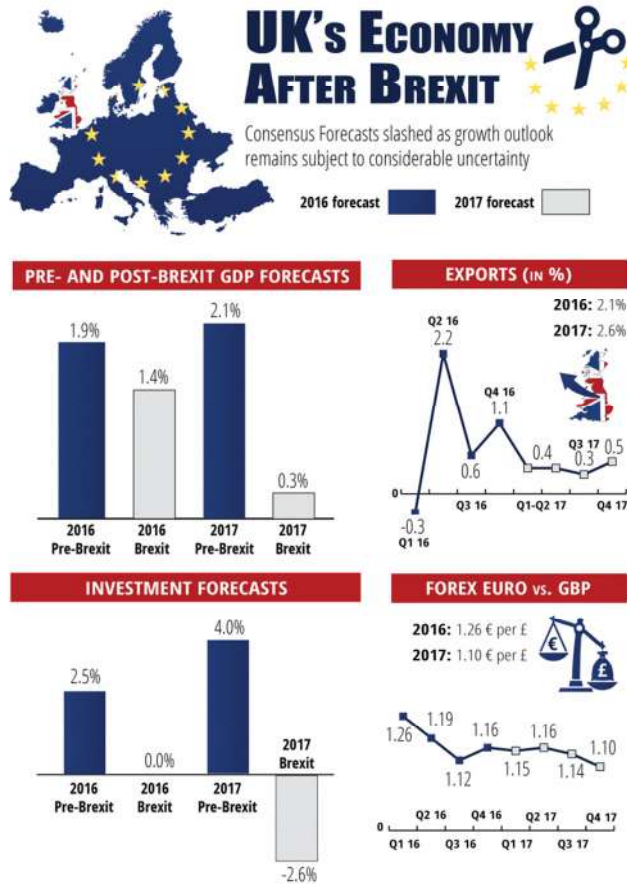 UK's Economy
After Brexit
Consensus Forecasts slashed as growth outlook
remains subject to considerable uncertainty
2016 forecast
2017 forecast
PRE- AND POST-BREXIT GDP FORECASTS
1.9%
1.4%
2.1%
0.3%
2016
Pre-Brexit
2016
Brexit
2017
Pre-Brexit
2017
Brexit
EXPORTS (IN %)
2016: 2.1%
2017: 2.6%
Q2 16
2.2
Q4 16
1.1
Q3 17
0.6
0.4
0.3
0.5
0
Q3 16
Q1-Q2 17
Q4 17
-0.3
Q1 16
INVESTMENT FORECASTS
2.5%
0.0%
4.0%
2017
Brexit
2016
Pre-Brexit
2016
Brexit
2017
Pre-Brexit
-2.6%
FOREX EURO VS. GBP
2016: 1.26 € per £
2017: 1.10 € per £
€
£
1.26
1.19
1.12
1.16
1.15
1.16
1.14
1.10
0
Q2 16
Q4 16
Q2 17
Q4 17
Q1 16
Q3 16
Q1 17
Q3 17